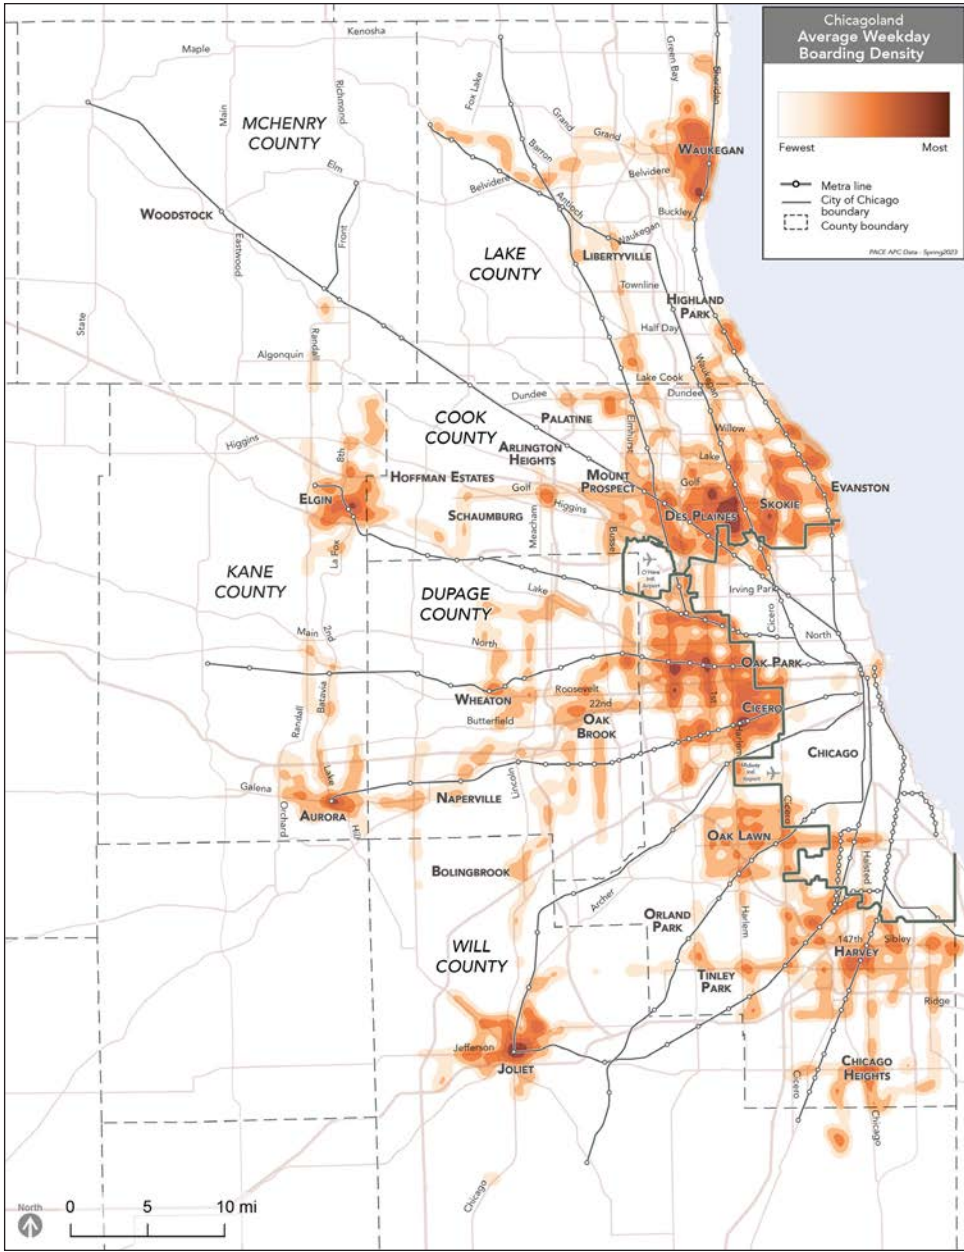 Chicagoland
Average Weekday
Boarding Density
Fewest
Most
Metra line
City of Chicago
boundary
County boundary
PACE APC Data - Spring2023
Kenosha
Maple
Main
Richmond
Fox Lake
Green Bay
Sheridan
MCHENRY
COUNTY
Grand
Grand
Barron
WAUKEGAN
Elm
Belvidere
Belvidere
Antioch
WOODSTOCK
Front
Buckley
Eastwood
Waukegan
LAKE
COUNTY
LIBERTYVILLE
Townline
HIGHLAND
PARK
State
Randall
Half Day
Algonquin
Waukegan
Lake Cook
Dundee
Dundee
COOK
COUNTY
PALATINE
Elmhurst
Willow
Higgins
8th
ARLINGTON
HEIGHTS
Lake
HOFFMAN ESTATES
MOUNT
PROSPECT
Golf
EVANSTON
ELGIN
Golf
Higgins
SKOKIE
SCHAUMBURG
DES PLAINES
Meacham
Busse
La Fox
O'Hare
Intl.
Airport
KANE
COUNTY
DUPAGE
COUNTY
Lake
Irving Park
Cicero
Main
2nd
North
North
OAK PARK
WHEATON
Roosevelt
22nd
1st
CICERO
Randall
Batavia
Butterfield
OAK
BROOK
Harlem
CHICAGO
Midway
Intl.
Airport
Galena
Lake
Lincoln
NAPERVILLE
Orchard
AURORA
Hill
Cicero
OAK LAWN
Halsted
BOLINGBROOK
Archer
ORLAND
PARK
Harlem
WILL
COUNTY
147th
Sibley
HARVEY
TINLEY
PARK
Ridge
Jefferson
JOLIET
CHICAGO
HEIGHTS
Cicero
Chicago
Chicago
North
0 5 10 mi